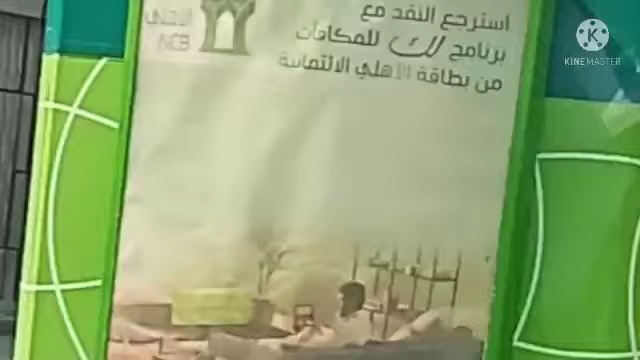 استرجع النقد مع
برنامج لك للمكافآت
من بطاقة الأهلي الائتمانية
الأهلي
NCB
KINEMASTER